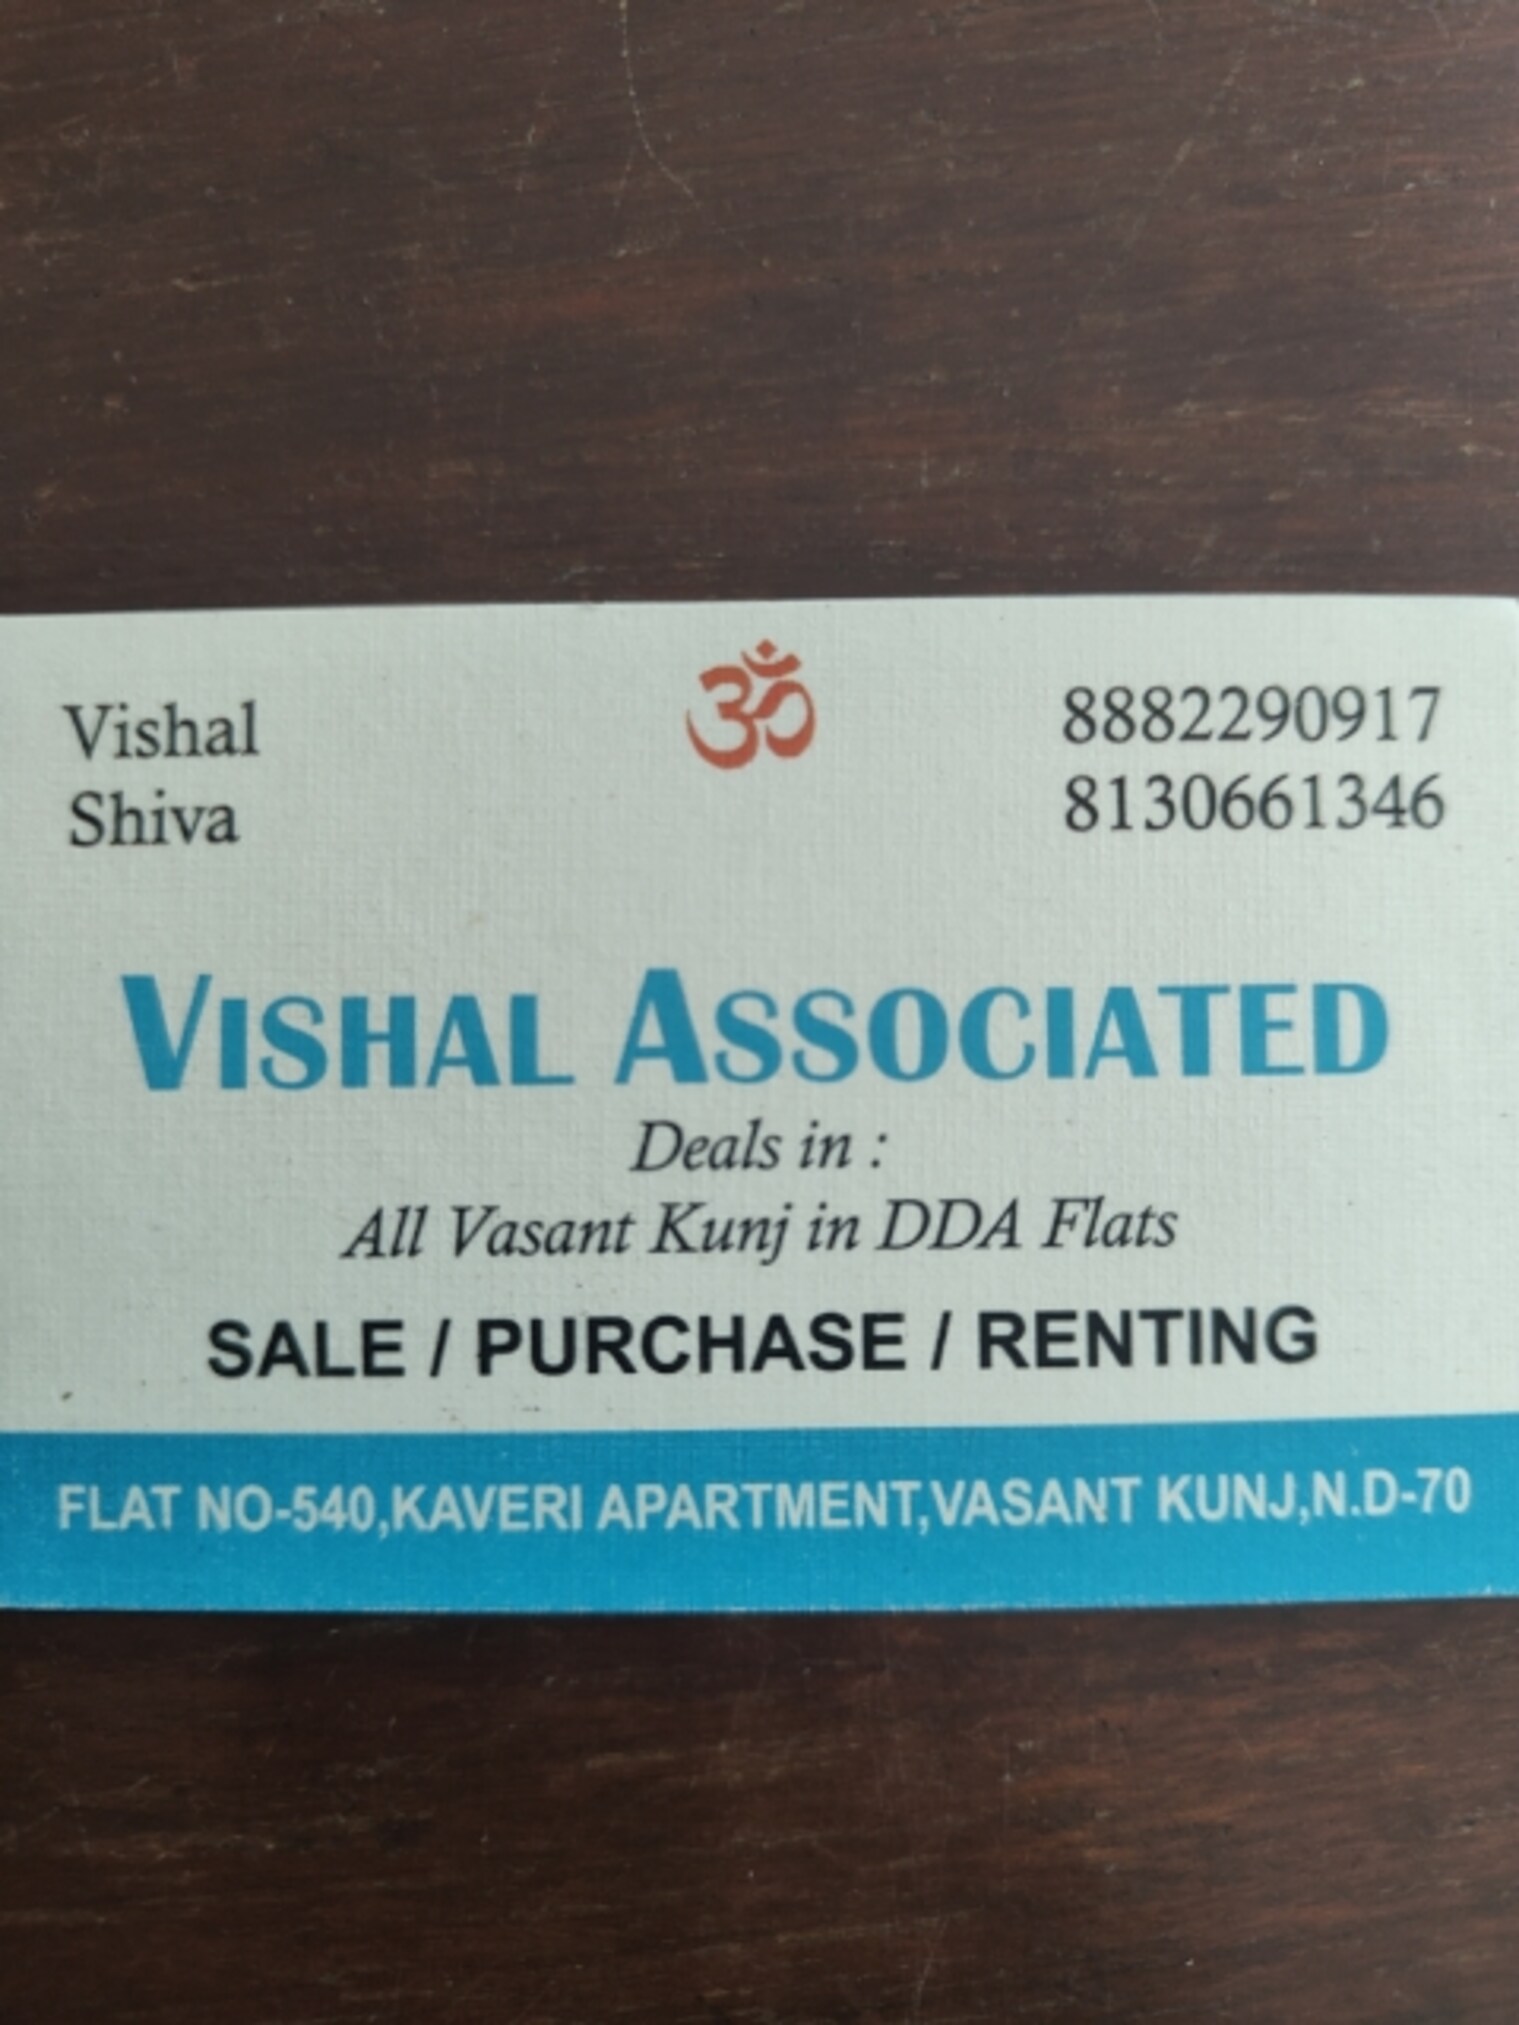 ॐ
Vishal 8882290917
Shiva 8130661346
VISHAL ASSOCIATED
Deals in :
All Vasant Kunj in DDA Flats
SALE / PURCHASE / RENTING
FLAT NO-540,KAVERI APARTMENT,VASANT KUNJ,N.D-70